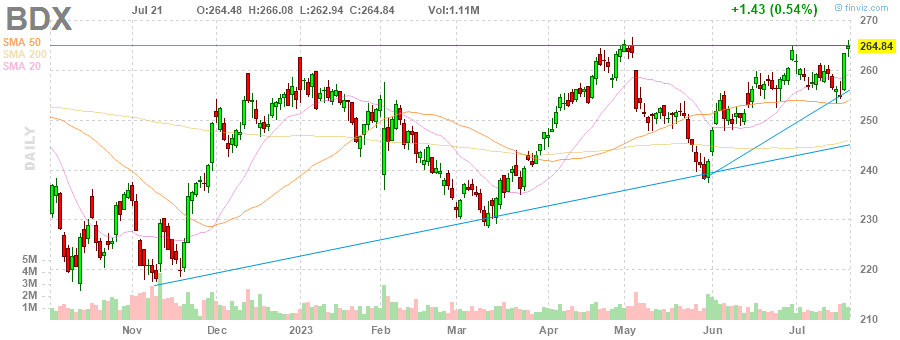 BDX
Jul 21 O:264.48 H:266.08 L:262.94 C:264.84 Vol:1.11M +1.43 (0.54%)
© finviz.com
SMA 50
SMA 200
SMA 20
DAILY
270
264.84
260
250
240
230
220
210
5M
4M
3M
2M
1M
Nov Dec 2023 Feb Mar Apr May Jun Jul